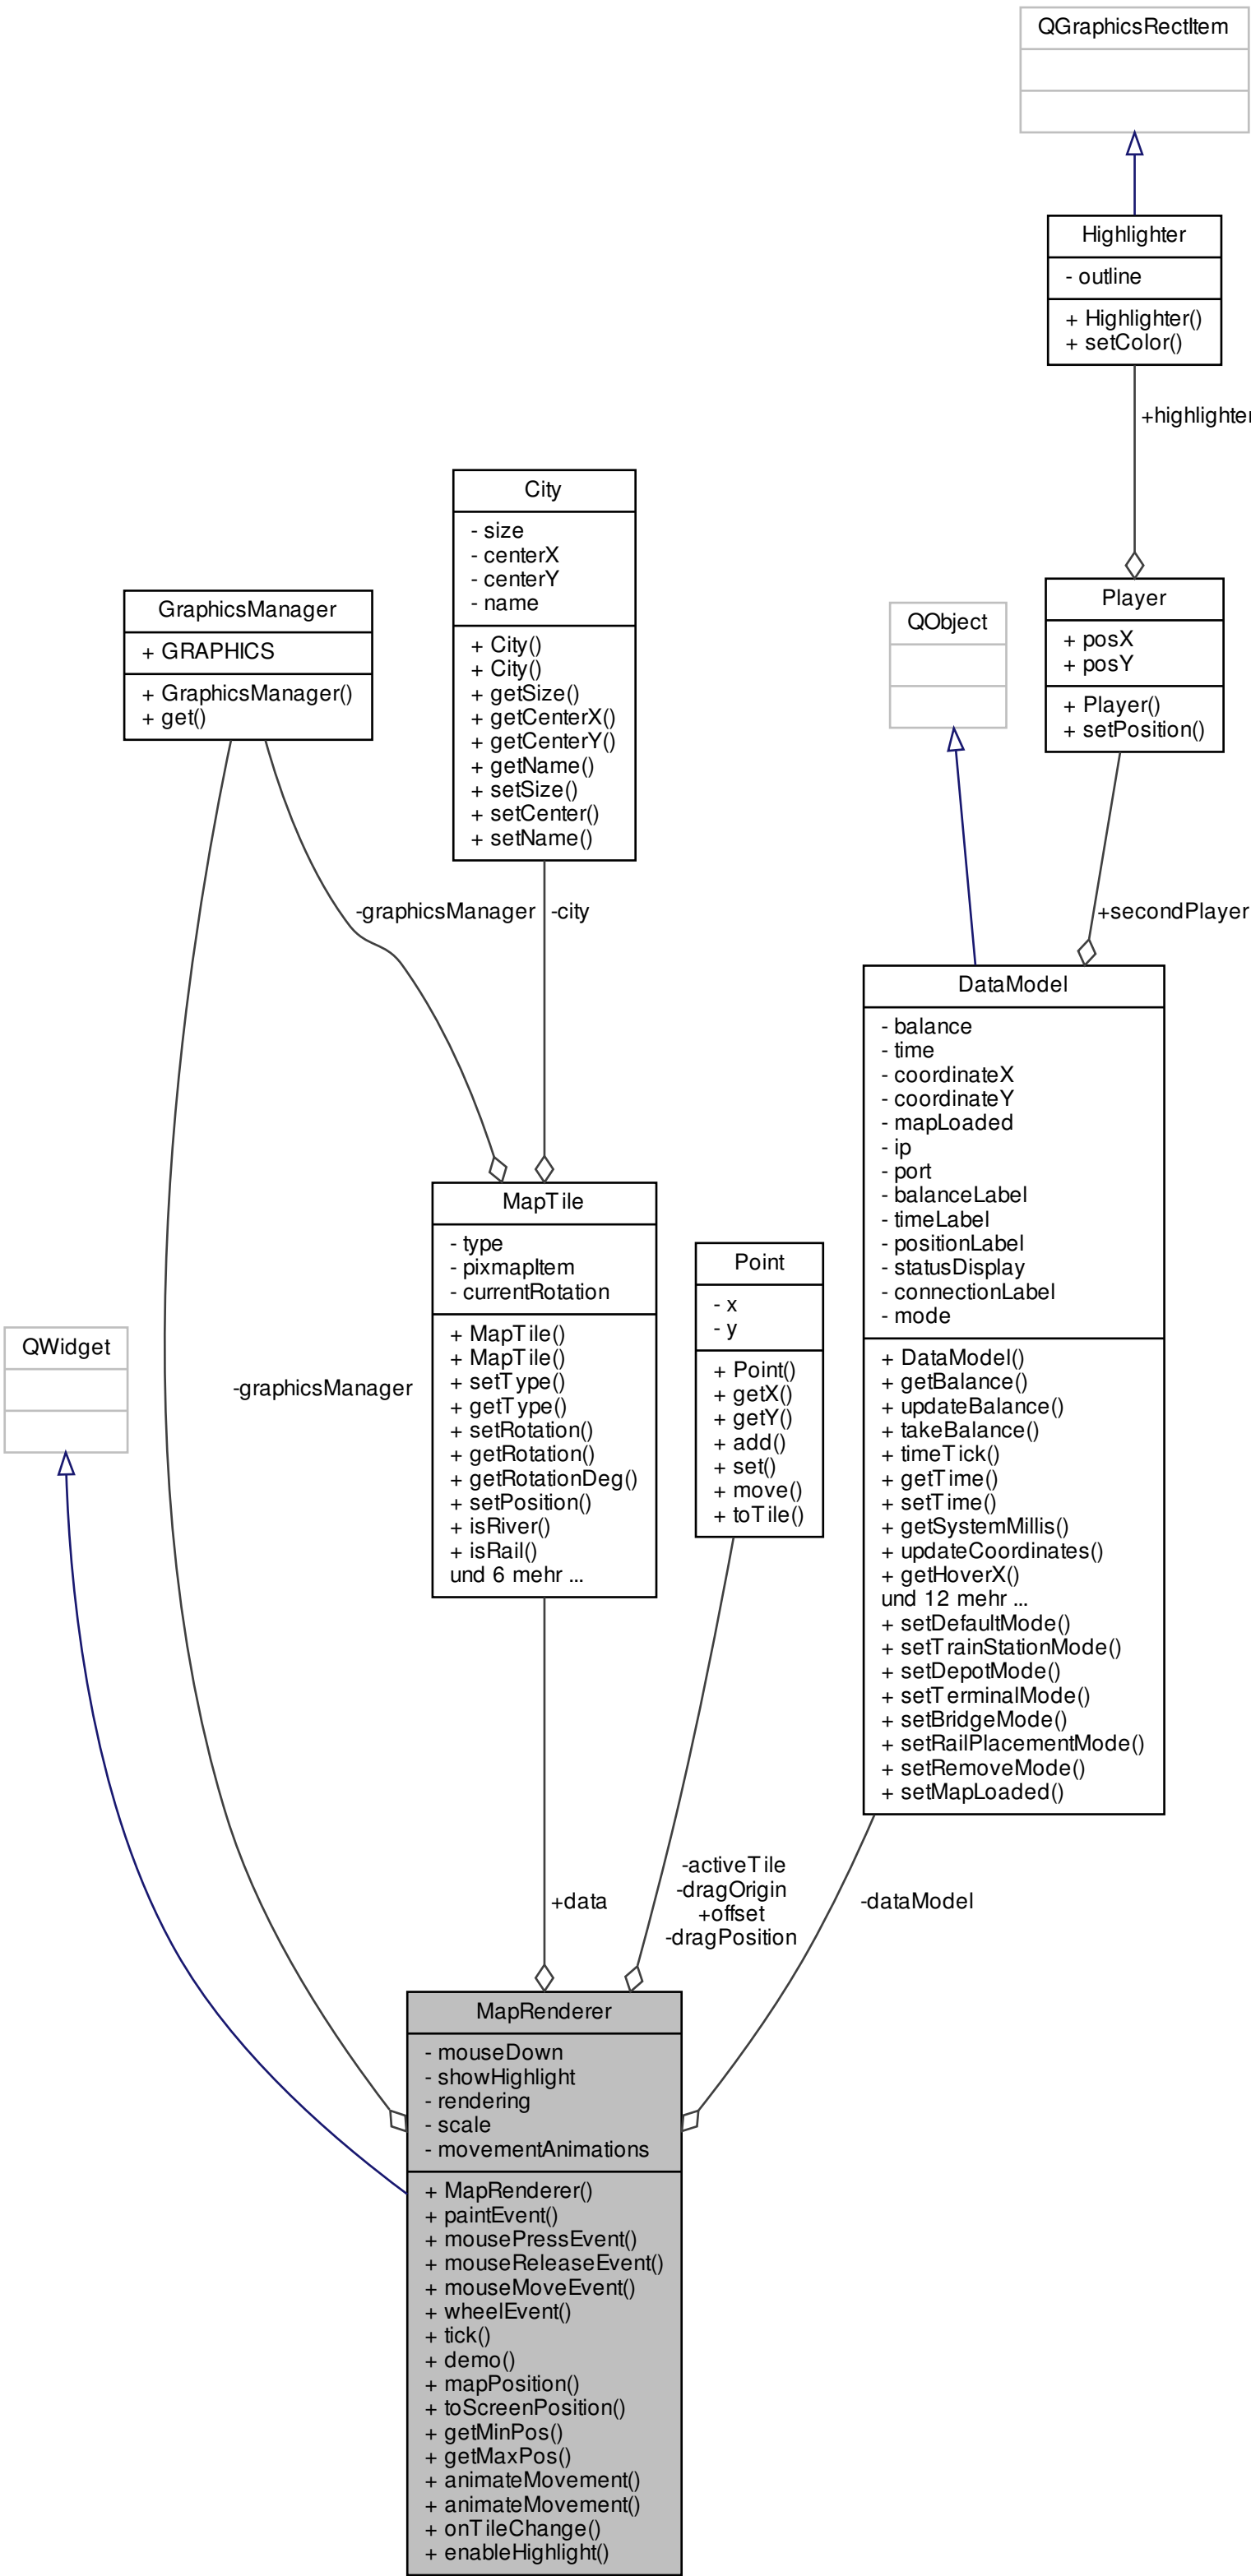 QGraphicsRectItem
Highlighter
- outline
+ Highlighter()
+ setColor()
+highlighter
City
- size
- centerX
- centerY
- name
+ City()
+ City()
+ getSize()
+ getCenterX()
+ getCenterY()
+ getName()
+ setSize()
+ setCenter()
+ setName()
GraphicsManager
+ GRAPHICS
+ GraphicsManager()
+ get()
QObject
Player
+ posX
+ posY
+ Player()
+ setPosition()
-graphicsManager
-city
+secondPlayer
DataModel
- balance
- time
- coordinateX
- coordinateY
- mapLoaded
- ip
- port
- balanceLabel
- timeLabel
- positionLabel
- statusDisplay
- connectionLabel
- mode
+ DataModel()
+ getBalance()
+ updateBalance()
+ takeBalance()
+ timeTick()
+ getTime()
+ setTime()
+ getSystemMillis()
+ updateCoordinates()
+ getHoverX()
und 12 mehr ...
+ setDefaultMode()
+ setTrainStationMode()
+ setDepotMode()
+ setTerminalMode()
+ setBridgeMode()
+ setRailPlacementMode()
+ setRemoveMode()
+ setMapLoaded()
MapTile
- type
- pixmapItem
- currentRotation
+ MapTile()
+ MapTile()
+ setType()
+ getType()
+ setRotation()
+ getRotation()
+ getRotationDeg()
+ setPosition()
+ isRiver()
+ isRail()
und 6 mehr ...
Point
- x
- y
+ Point()
+ getX()
+ getY()
+ add()
+ set()
+ move()
+ toTile()
QWidget
-graphicsManager
+data
-activeTile
-dragOrigin
+offset
-dragPosition
-dataModel
MapRenderer
- mouseDown
- showHighlight
- rendering
- scale
- movementAnimations
+ MapRenderer()
+ paintEvent()
+ mousePressEvent()
+ mouseReleaseEvent()
+ mouseMoveEvent()
+ wheelEvent()
+ tick()
+ demo()
+ mapPosition()
+ toScreenPosition()
+ getMinPos()
+ getMaxPos()
+ animateMovement()
+ animateMovement()
+ onTileChange()
+ enableHighlight()